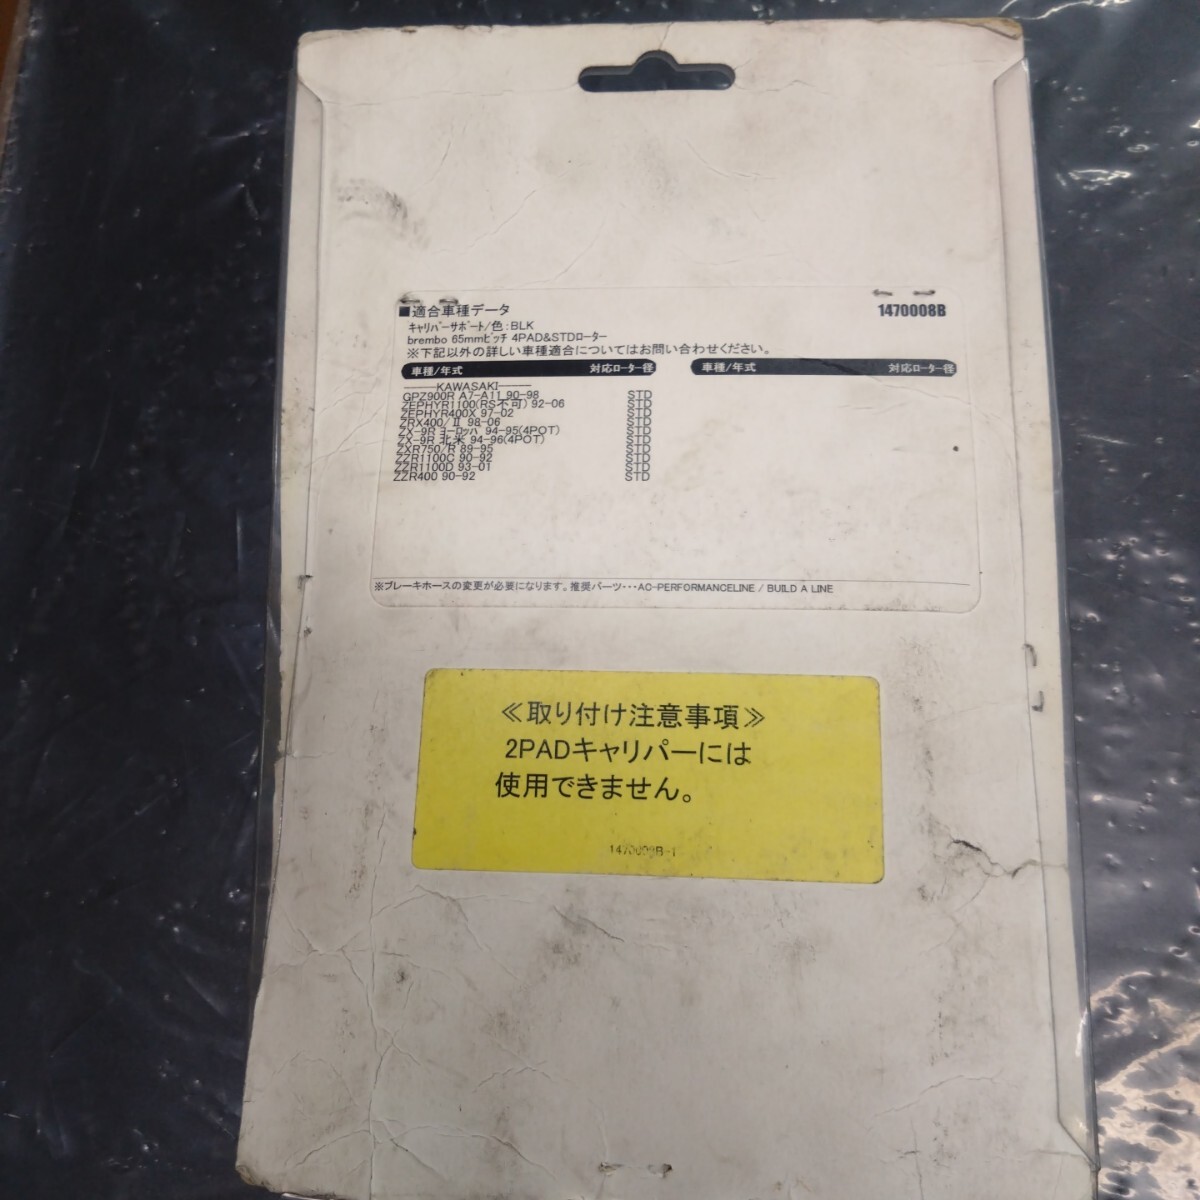 ■適合車種データ
1470008B
ｷｬﾘﾊﾟｰｻﾎﾟｰﾄ/色:BLK
brembo 65mmﾋﾟｯﾁ 4PAD&STDﾛｰﾀｰ
※下記以外の詳しい車種適合についてはお問い合わせください。
車種/年式 対応ﾛｰﾀｰ径 車種/年式 対応ﾛｰﾀｰ径
―――KAWASAKI―――
GPZ900R A7-A11 90-98 STD
ZEPHYR1100(RS不可) 92-06 STD
ZEPHYR400X 97-02 STD
ZRX400/Ⅱ 98-06 STD
ZX-9R ﾖｰﾛｯﾊﾟ 94-95(4POT) STD
ZX-9R 北米 94-96(4POT) STD
ZXR750/R 89-95 STD
ZZR1100C 90-92 STD
ZZR1100D 93-01 STD
ZZR400 90-92 STD
※ブレーキホースの変更が必要になります。推奨パーツ・・・AC-PERFORMANCELINE / BUILD A LINE
≪取り付け注意事項≫
2PADキャリパーには
使用できません。
1470008B-1